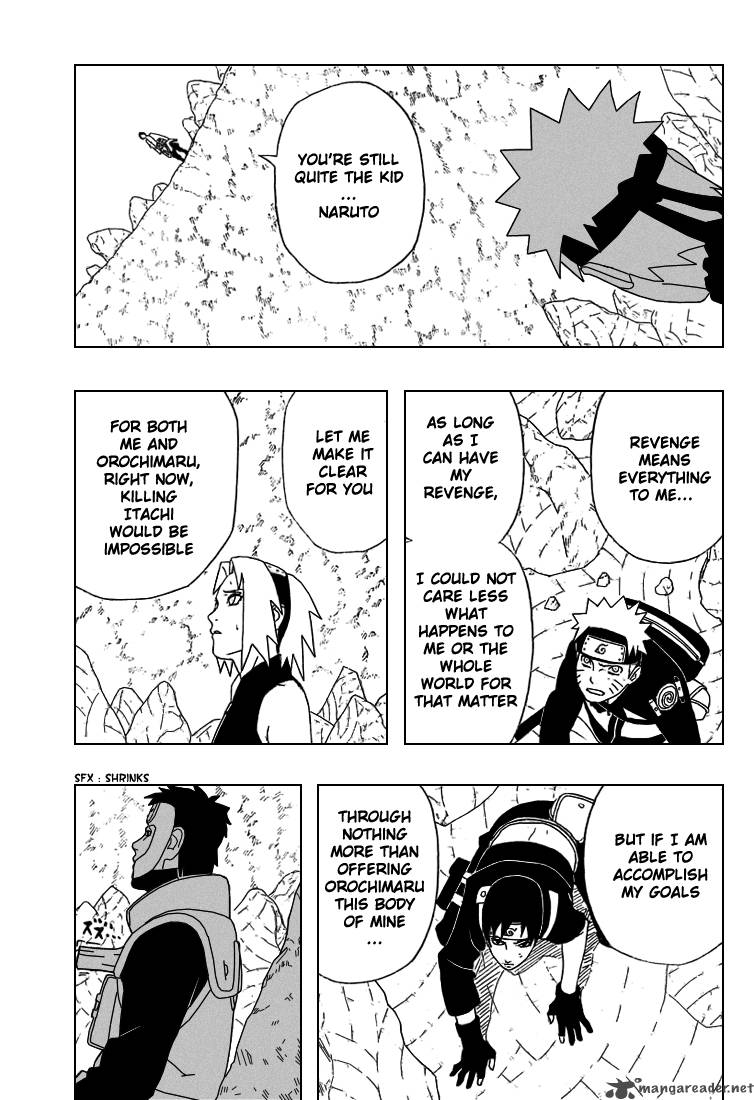 YOU'RE STILL
QUITE THE KID
...
NARUTO
REVENGE
MEANS
EVERYTHING
TO ME...
AS LONG
AS I
CAN HAVE
MY
REVENGE,
I COULD NOT
CARE LESS
WHAT
HAPPENS TO
ME OR THE
WHOLE
WORLD FOR
THAT MATTER
LET ME
MAKE IT
CLEAR
FOR YOU
FOR BOTH
ME AND
OROCHIMARU,
RIGHT NOW,
KILLING
ITACHI
WOULD BE
IMPOSSIBLE
BUT IF I AM
ABLE TO
ACCOMPLISH
MY GOALS
THROUGH
NOTHING
MORE THAN
OFFERING
OROCHIMARU
THIS BODY
OF MINE
...
SFX : SHRINKS
ズズ...
mangareader.net